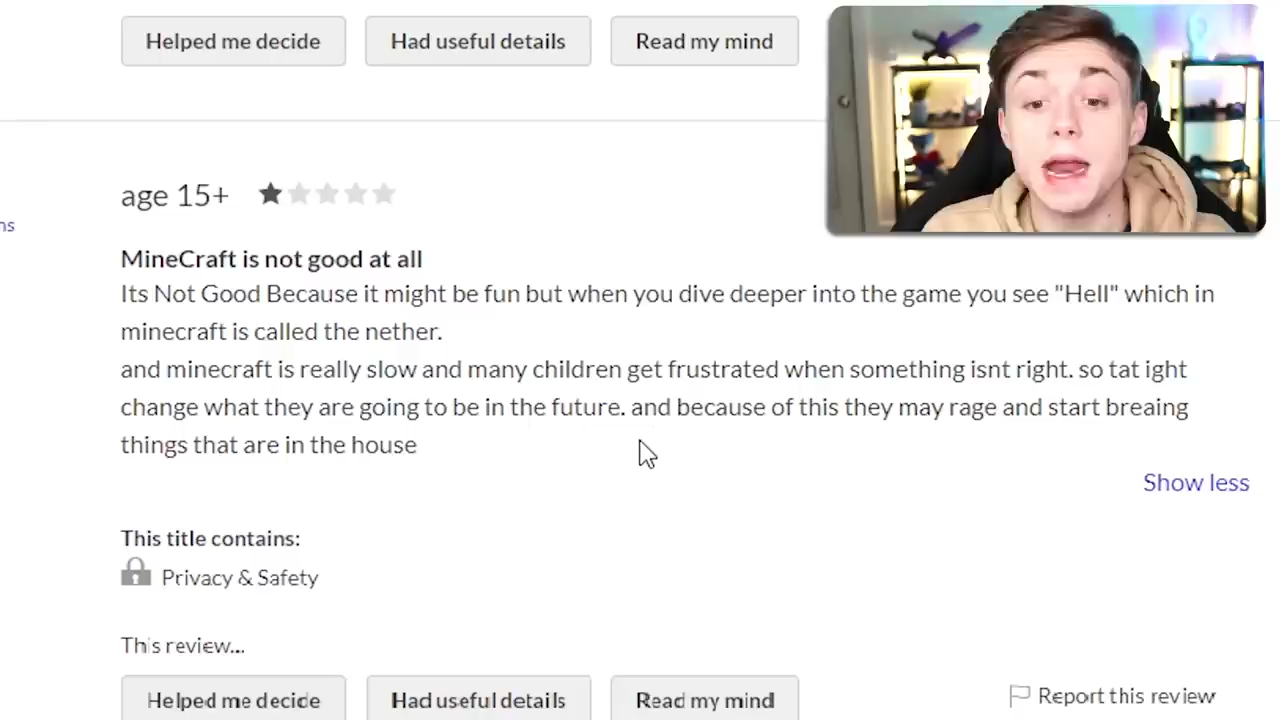 Helped me decide
Had useful details
Read my mind
age 15+
ns
MineCraft is not good at all
Its Not Good Because it might be fun but when you dive deeper into the game you see "Hell" which in
minecraft is called the nether.
and minecraft is really slow and many children get frustrated when something isnt right. so tat ight
change what they are going to be in the future. and because of this they may rage and start breaing
things that are in the house
Show less
This title contains:
Privacy & Safety
This review...
Helped me decide
Had useful details
Read my mind
Report this review